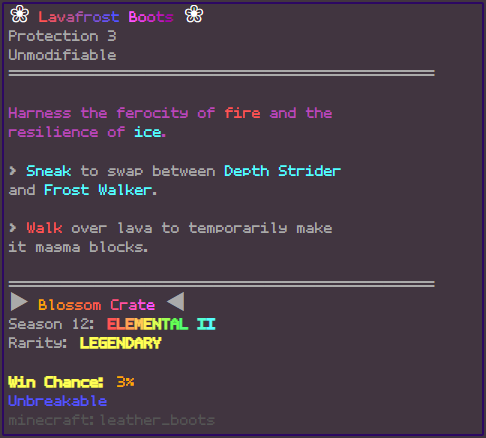 ❀ Lavafrost Boots ❀
Protection 3
Unmodifiable
Harness the ferocity of fire and the
resilience of ice.
> Sneak to swap between Depth Strider
and Frost Walker.
> Walk over lava to temporarily make
it magma blocks.
▶ Blossom Crate ◀
Season 12: ELEMENTAL II
Rarity: LEGENDARY
Win Chance: 3%
Unbreakable
minecraft:leather_boots